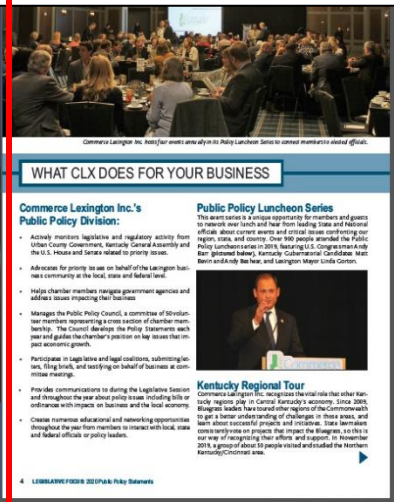 Commerce Lexington Inc. hosts four events annually in its Policy Luncheon Series to connect members to elected officials.
WHAT CLX DOES FOR YOUR BUSINESS
Commerce Lexington Inc.'s
Public Policy Division:
• Actively monitors legislative and regulatory activity from
Urban County Government, Kentucky General Assembly and
the U.S. House and Senate related to priority issues.
• Advocates for priority issues on behalf of the Lexington busi-
ness community at the local, state and federal level.
• Helps chamber members navigate government agencies and
address issues impacting their business
• Manages the Public Policy Council, a committee of 50 volun-
teer members representing a cross section of chamber mem-
bership. The Council develops the Policy Statements each
year and guides the chamber's position on key issues that im-
pact economic growth.
• Participates in Legislative and legal coalitions, submitting let-
ters, filing briefs, and testifying on behalf of business at com-
mittee meetings.
• Provides communications to during the Legislative Session
and throughout the year about policy issues including bills or
ordinances with impacts on business and the local economy.
• Creates numerous educational and networking opportunities
throughout the year from members to interact with local, state
and federal officials or policy leaders.
Public Policy Luncheon Series
This event series is a unique opportunity for members and guests
to network over lunch and hear from leading State and National
officials about current events and critical issues confronting our
region, state, and country. Over 900 people attended the Public
Policy Luncheon series in 2019, featuring U.S. Congressman Andy
Barr (pictured below), Kentucky Gubernatorial Candidates Matt
Bevin and Andy Beshear, and Lexington Mayor Linda Gorton.
Commerce
Kentucky Regional Tour
Commerce Lexington Inc. recognizes the vital role that other Ken-
tucky regions play in Central Kentucky's economy. Since 2009,
Bluegrass leaders have toured other regions of the Commonwealth
to get a better understanding of challenges in these areas, and
learn about successful projects and initiatives. State lawmakers
consistently vote on projects that impact the Bluegrass, so this is
our way of recognizing their efforts and support. In November
2019, a group of about 50 people visited and studied the Northern
Kentucky/Cincinnati area.
4 LEGISLATIVE FOCUS: 2020 Public Policy Statements